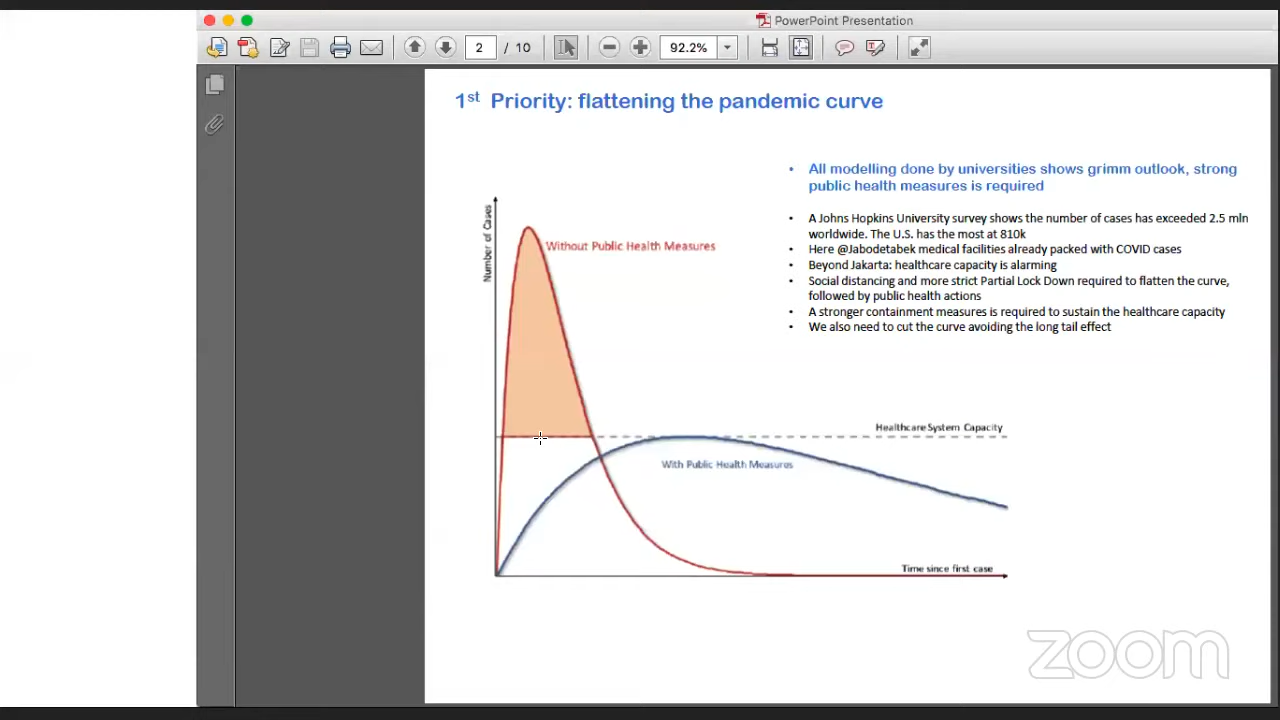 PowerPoint Presentation
2 / 10
92.2%
1st Priority: flattening the pandemic curve
• All modelling done by universities shows grimm outlook, strong
public health measures is required
• A Johns Hopkins University survey shows the number of cases has exceeded 2.5 mln
worldwide. The U.S. has the most at 810k
• Here @Jabodetabek medical facilities already packed with COVID cases
• Beyond Jakarta: healthcare capacity is alarming
• Social distancing and more strict Partial Lock Down required to flatten the curve,
followed by public health actions
• A stronger containment measures is required to sustain the healthcare capacity
• We also need to cut the curve avoiding the long tail effect
Number of Cases
Without Public Health Measures
Healthcare System Capacity
With Public Health Measures
Time since first case
zoom